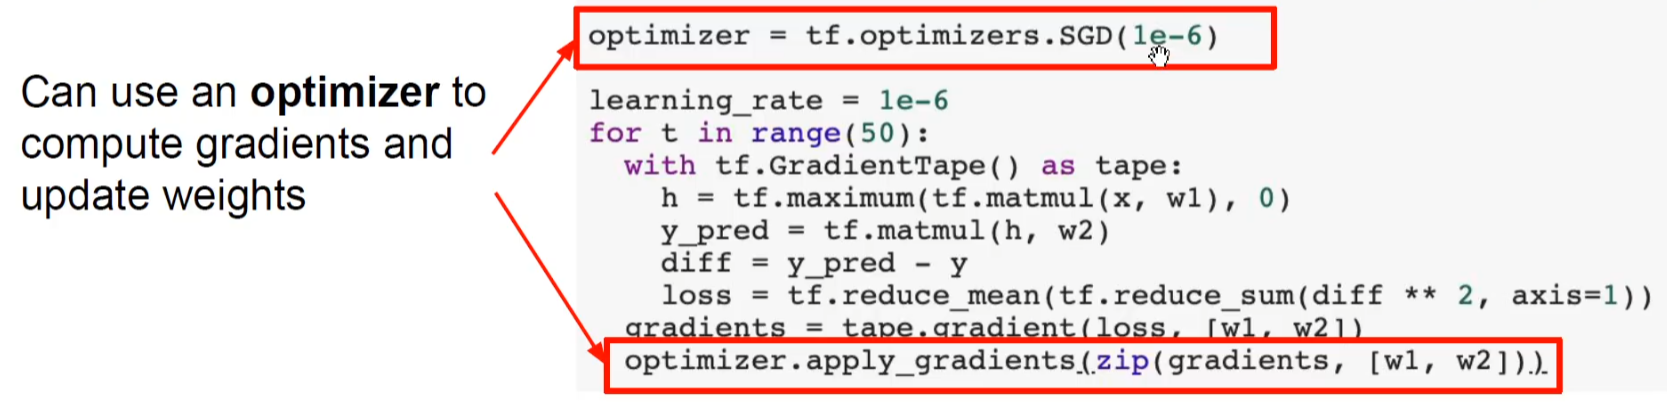 Can use an optimizer to
compute gradients and
update weights
optimizer = tf.optimizers.SGD(1e-6)
learning_rate = 1e-6
for t in range(50):
  with tf.GradientTape() as tape:
    h = tf.maximum(tf.matmul(x, w1), 0)
    y_pred = tf.matmul(h, w2)
    diff = y_pred - y
    loss = tf.reduce_mean(tf.reduce_sum(diff ** 2, axis=1))
  gradients = tape.gradient(loss, [w1, w2])
  optimizer.apply_gradients(zip(gradients, [w1, w2]))